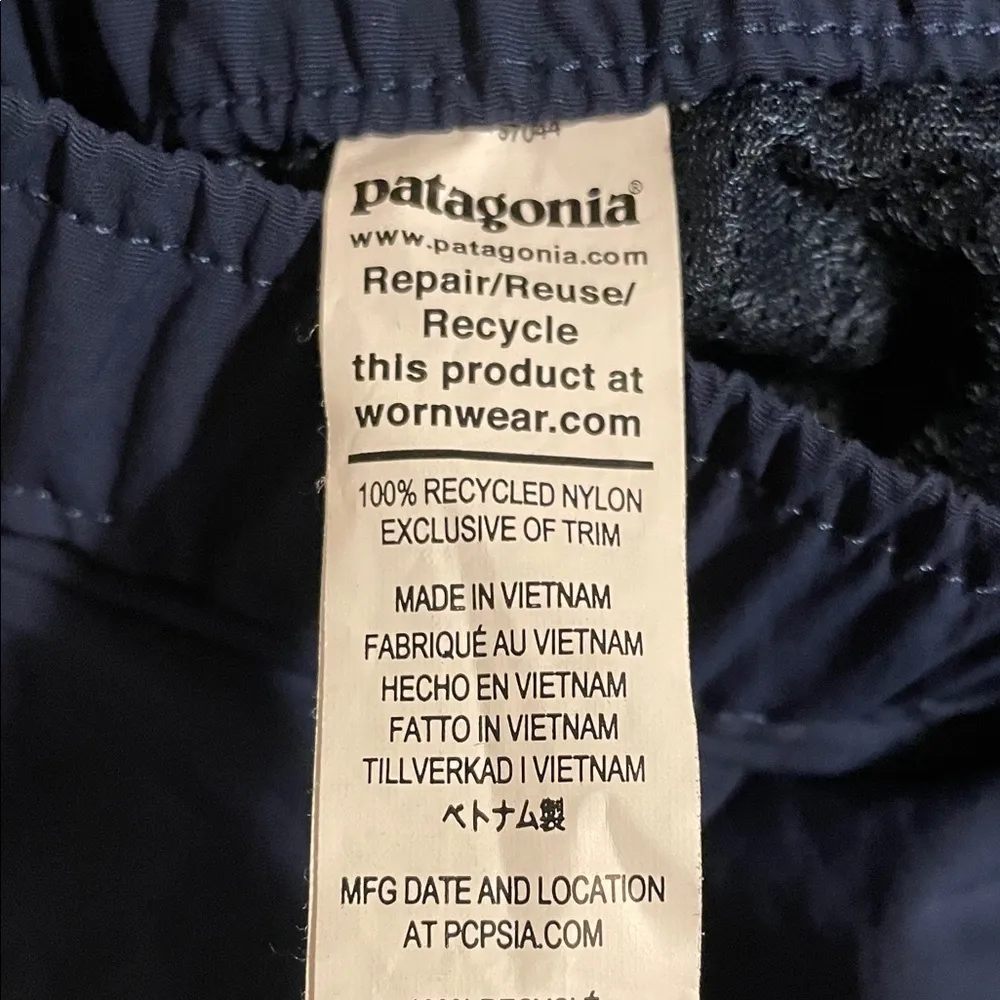 patagonia®
www.patagonia.com
Repair/Reuse/
Recycle
this product at
wornwear.com
100% RECYCLED NYLON
EXCLUSIVE OF TRIM
MADE IN VIETNAM
FABRIQUÉ AU VIETNAM
HECHO EN VIETNAM
FATTO IN VIETNAM
TILLVERKAD I VIETNAM
ベトナム製
MFG DATE AND LOCATION
AT PCPSIA.COM